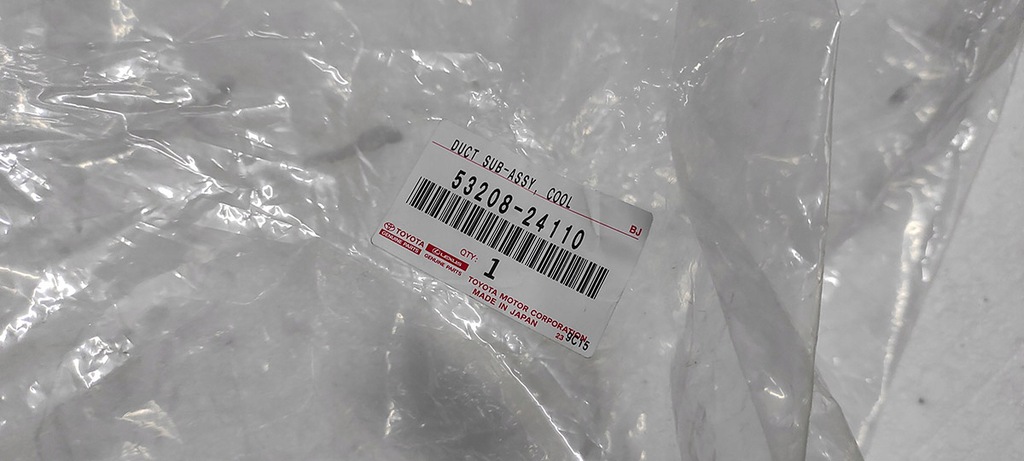 DUCT SUB-ASSY, COOL
BJ
53208-24110
TOYOTA
GENUINE PARTS
LEXUS
GENUINE PARTS
QTY:
1
TOYOTA MOTOR CORPORATION
MADE IN JAPAN
23 9C15